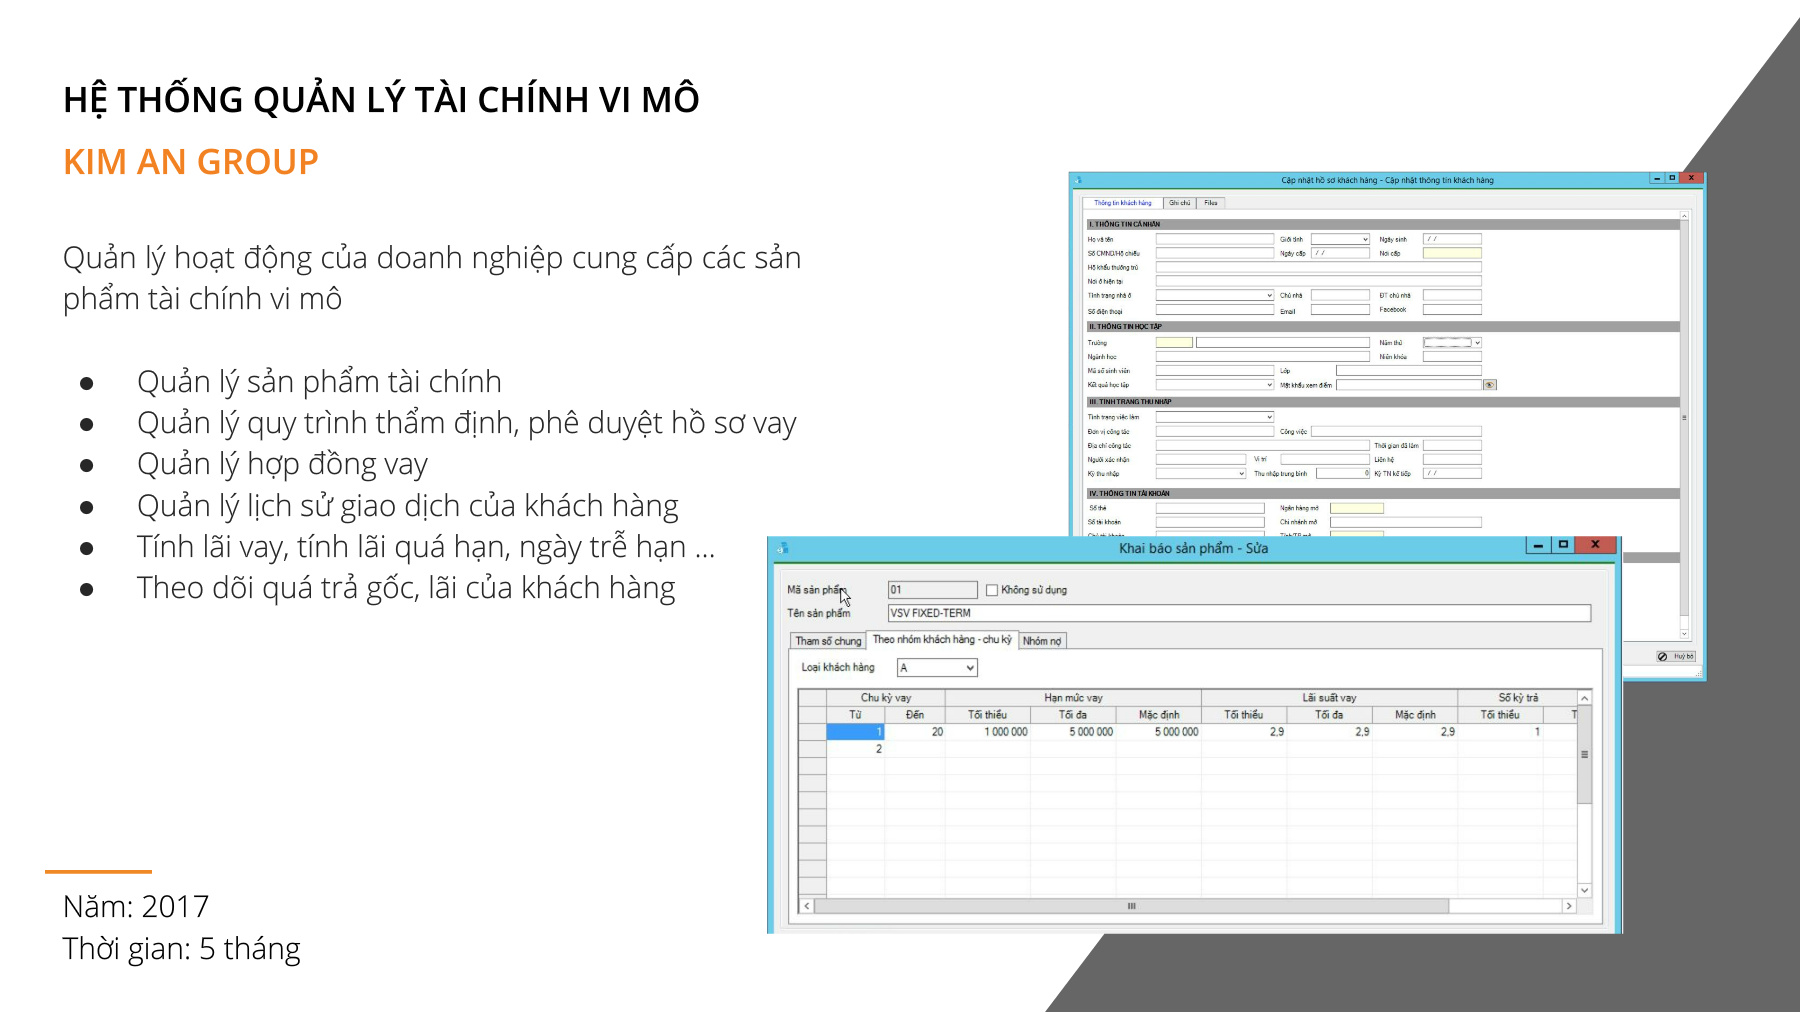 HỆ THỐNG QUẢN LÝ TÀI CHÍNH VI MÔ
KIM AN GROUP
Quản lý hoạt động của doanh nghiệp cung cấp các sản
phẩm tài chính vi mô
● Quản lý sản phẩm tài chính
● Quản lý quy trình thẩm định, phê duyệt hồ sơ vay
● Quản lý hợp đồng vay
● Quản lý lịch sử giao dịch của khách hàng
● Tính lãi vay, tính lãi quá hạn, ngày trễ hạn ...
● Theo dõi quá trả gốc, lãi của khách hàng
Năm: 2017
Thời gian: 5 tháng
Cập nhật hồ sơ khách hàng - Cập nhật thông tin khách hàng
Thông tin khách hàng Ghi chú Files
I. THÔNG TIN CÁ NHÂN
Họ và tên Giới tính Ngày sinh / /
Số CMND/Hộ chiếu Ngày cấp / / Nơi cấp
Hộ khẩu thường trú
Nơi ở hiện tại
Tình trạng nhà ở Chủ nhà ĐT chủ nhà
Số điện thoại Email Facebook
II. THÔNG TIN HỌC TẬP
Trường Năm thứ
Ngành học Niên khóa
Mã số sinh viên Lớp
Kết quả học tập Mật khẩu xem điểm
III. TÌNH TRẠNG THU NHẬP
Tình trạng việc làm
Đơn vị công tác Công việc
Địa chỉ công tác Thời gian đã làm
Người xác nhận Vị trí Liên hệ
Kỳ thu nhập Thu nhập trung bình 0 Kỳ TN kế tiếp / /
IV. THÔNG TIN TÀI KHOẢN
Số thẻ Ngân hàng mở
Số tài khoản Chi nhánh mở
Huỷ bỏ
Khai báo sản phẩm - Sửa
Mã sản phẩm 01 Không sử dụng
Tên sản phẩm VSV FIXED-TERM
Tham số chung Theo nhóm khách hàng - chu kỳ Nhóm nợ
Loại khách hàng A
Chu kỳ vay Hạn mức vay Lãi suất vay Số kỳ trả
Từ Đến Tối thiểu Tối đa Mặc định Tối thiểu Tối đa Mặc định Tối thiểu T
1 20 1 000 000 5 000 000 5 000 000 2,9 2,9 2,9 1
2